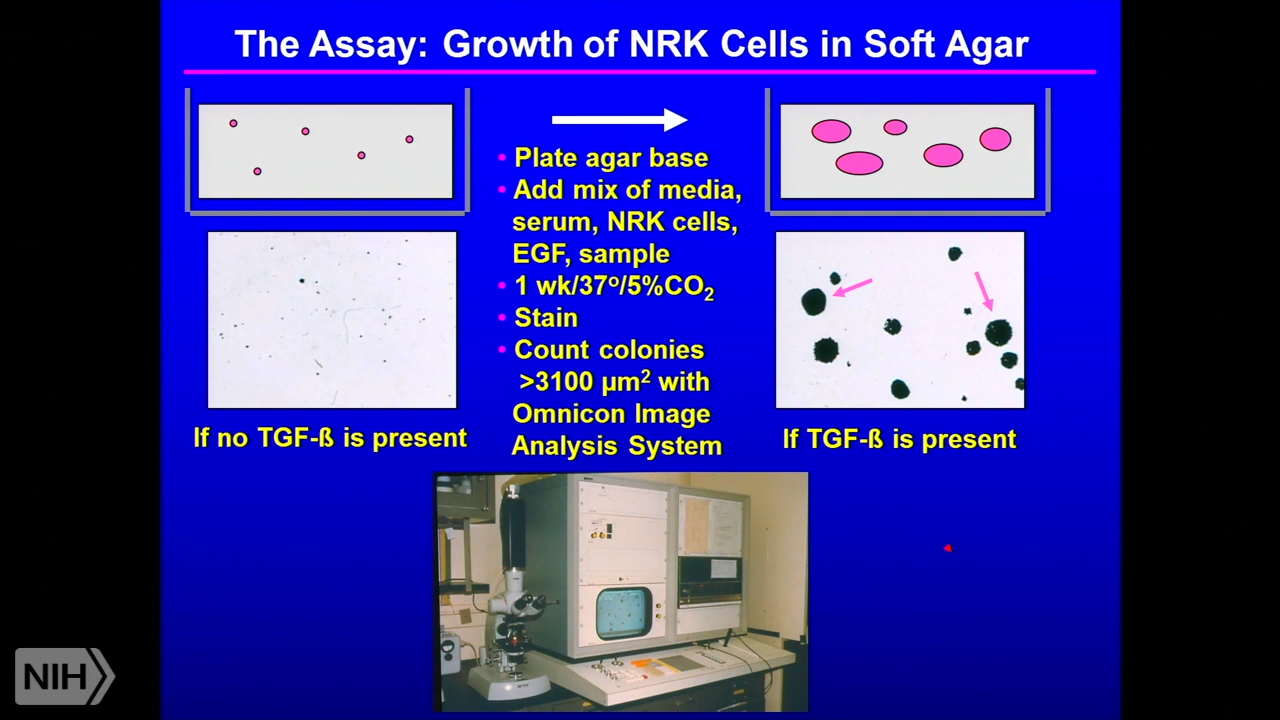 The Assay: Growth of NRK Cells in Soft Agar
• Plate agar base
• Add mix of media,
serum, NRK cells,
EGF, sample
• 1 wk/37º/5%CO₂
• Stain
• Count colonies
>3100 µm² with
Omnicon Image
Analysis System
If no TGF-ß is present
If TGF-ß is present
NIH